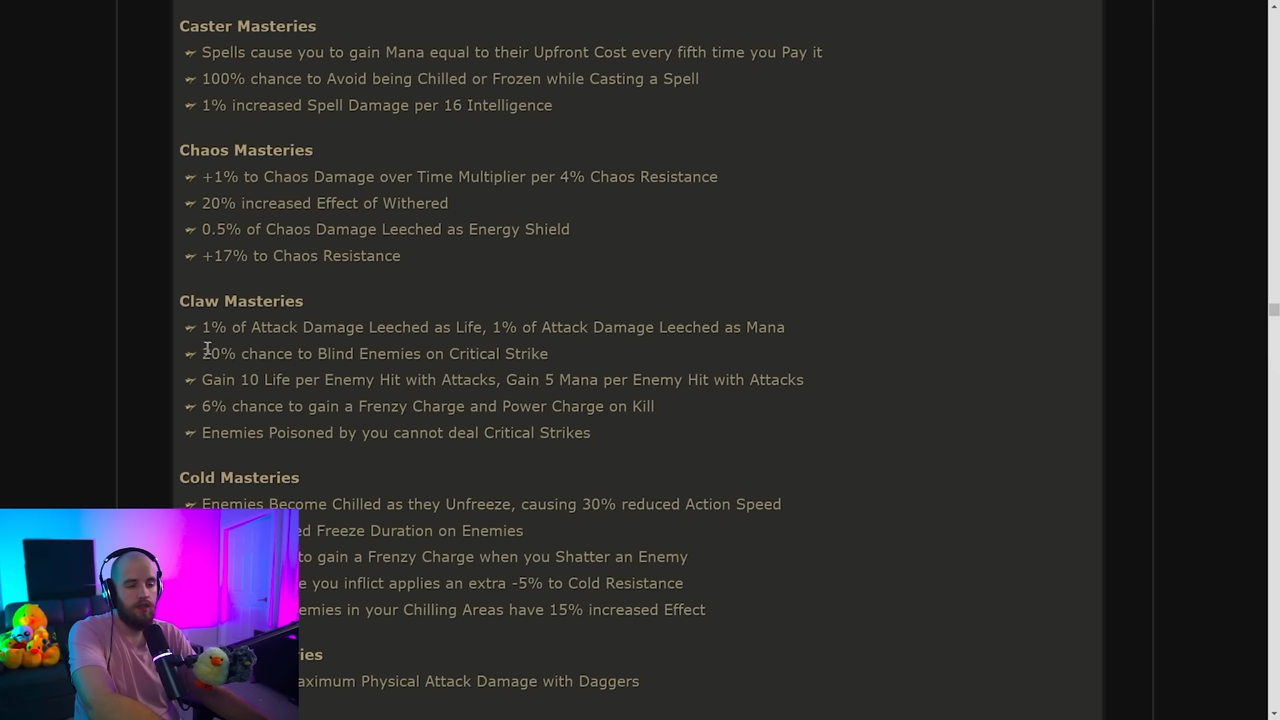 Caster Masteries
Spells cause you to gain Mana equal to their Upfront Cost every fifth time you Pay it
100% chance to Avoid being Chilled or Frozen while Casting a Spell
1% increased Spell Damage per 16 Intelligence
Chaos Masteries
+1% to Chaos Damage over Time Multiplier per 4% Chaos Resistance
20% increased Effect of Withered
0.5% of Chaos Damage Leeched as Energy Shield
+17% to Chaos Resistance
Claw Masteries
1% of Attack Damage Leeched as Life, 1% of Attack Damage Leeched as Mana
20% chance to Blind Enemies on Critical Strike
Gain 10 Life per Enemy Hit with Attacks, Gain 5 Mana per Enemy Hit with Attacks
6% chance to gain a Frenzy Charge and Power Charge on Kill
Enemies Poisoned by you cannot deal Critical Strikes
Cold Masteries
Enemies Become Chilled as they Unfreeze, causing 30% reduced Action Speed
Freeze Duration on Enemies
to gain a Frenzy Charge when you Shatter an Enemy
you inflict applies an extra -5% to Cold Resistance
in your Chilling Areas have 15% increased Effect
Physical Attack Damage with Daggers